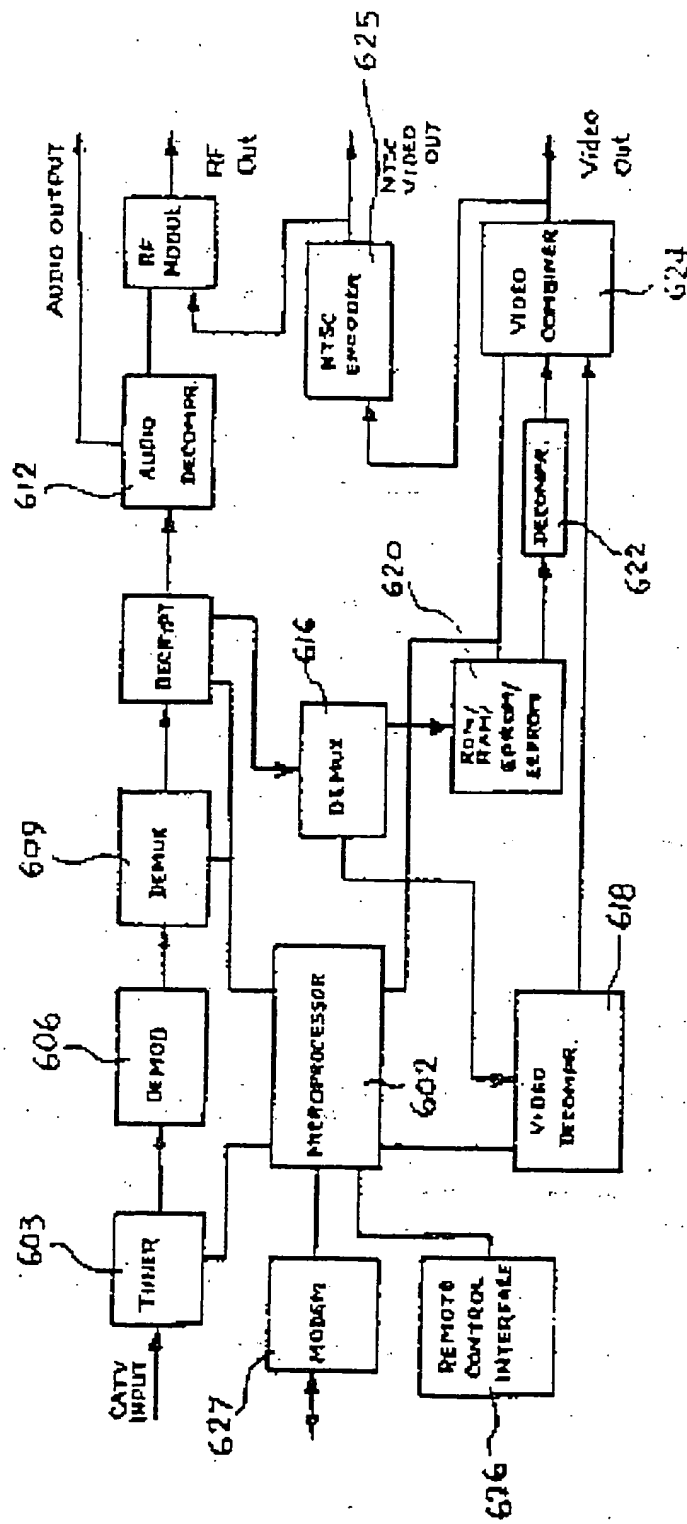 CATV
INPUT
603
TUNER
606
DEMOD
609
DEMUX
DECRYPT
612
AUDIO
DECOMPR.
AUDIO OUTPUT
RF
MODUL
RF
Out
627
MODEM
MICROPROCESSOR
602
616
DEMUX
NTSC
ENCODER
625
NTSC
VIDEO
OUT
REMOTE
CONTROL
INTERFACE
626
VIDEO
DECOMPR.
618
620
ROM/
RAM/
EPROM/
EEPROM
DECOMPR.
622
VIDEO
COMBINER
624
Video
Out